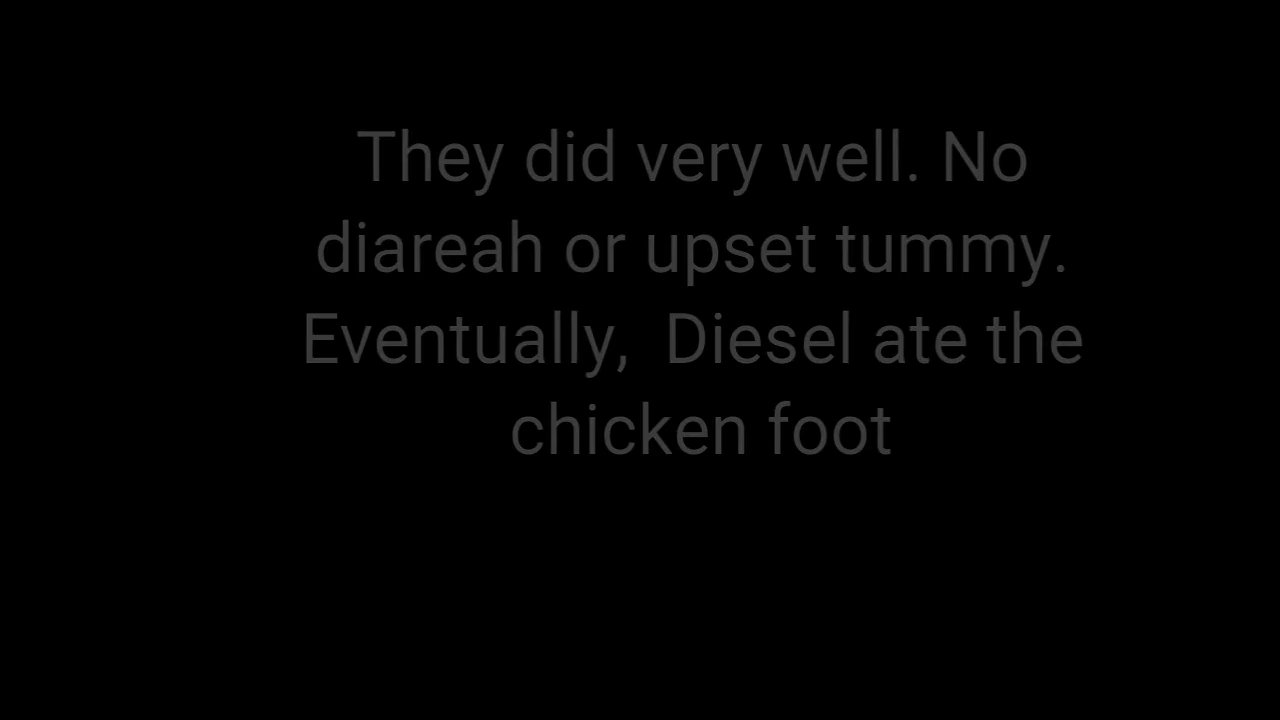 They did very well. No
diareah or upset tummy.
Eventually,  Diesel ate the
chicken foot